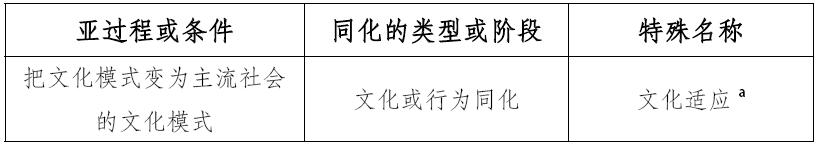 亚过程或条件 同化的类型或阶段 特殊名称
把文化模式变为主流社会
的文化模式
文化或行为同化
文化适应 a